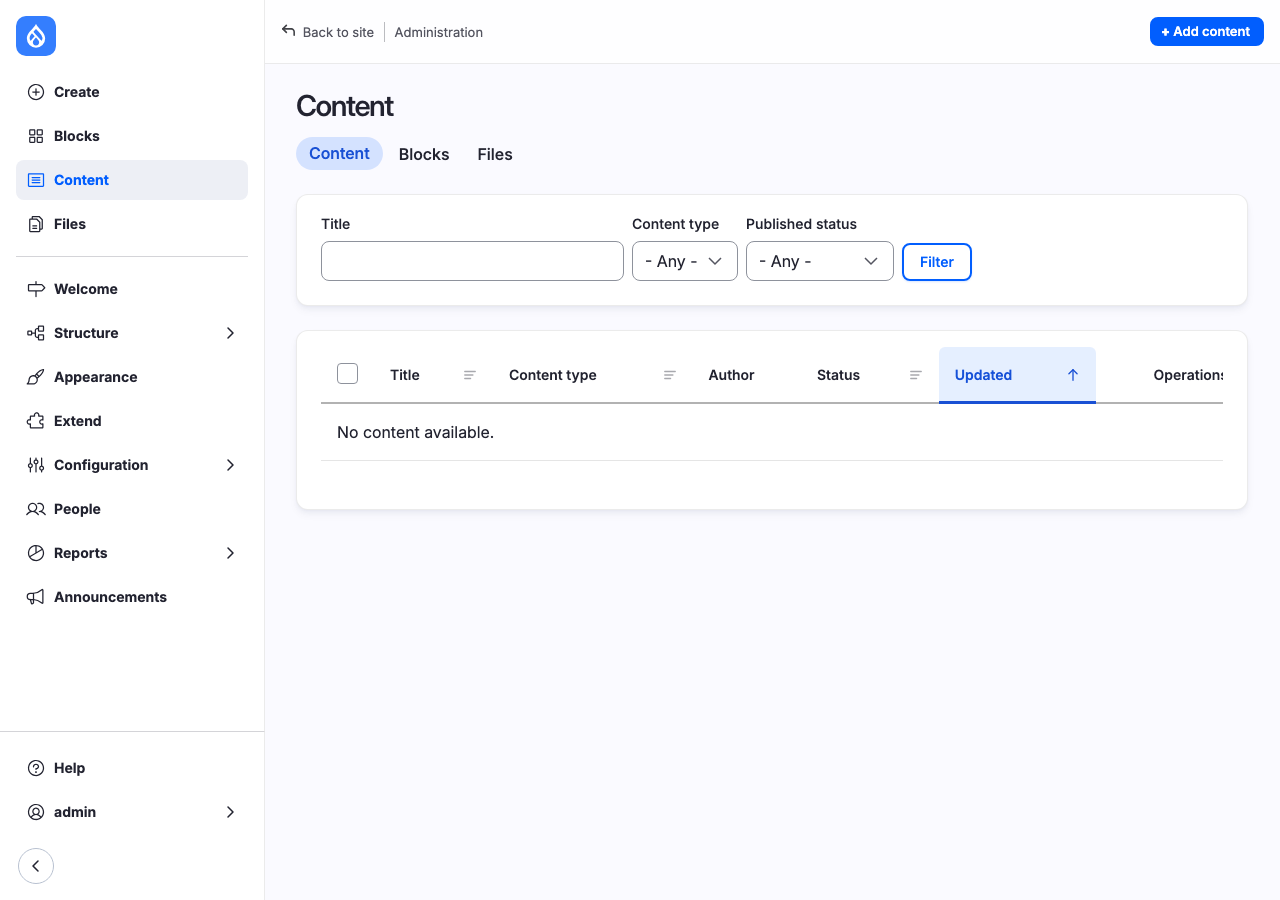 Back to site
Administration
+ Add content
Create
Blocks
Content
Files
Welcome
Structure
Appearance
Extend
Configuration
People
Reports
Announcements
Help
admin
Content
Content Blocks Files
Title Content type Published status
- Any - - Any - Filter
Title Content type Author Status Updated Operations
No content available.